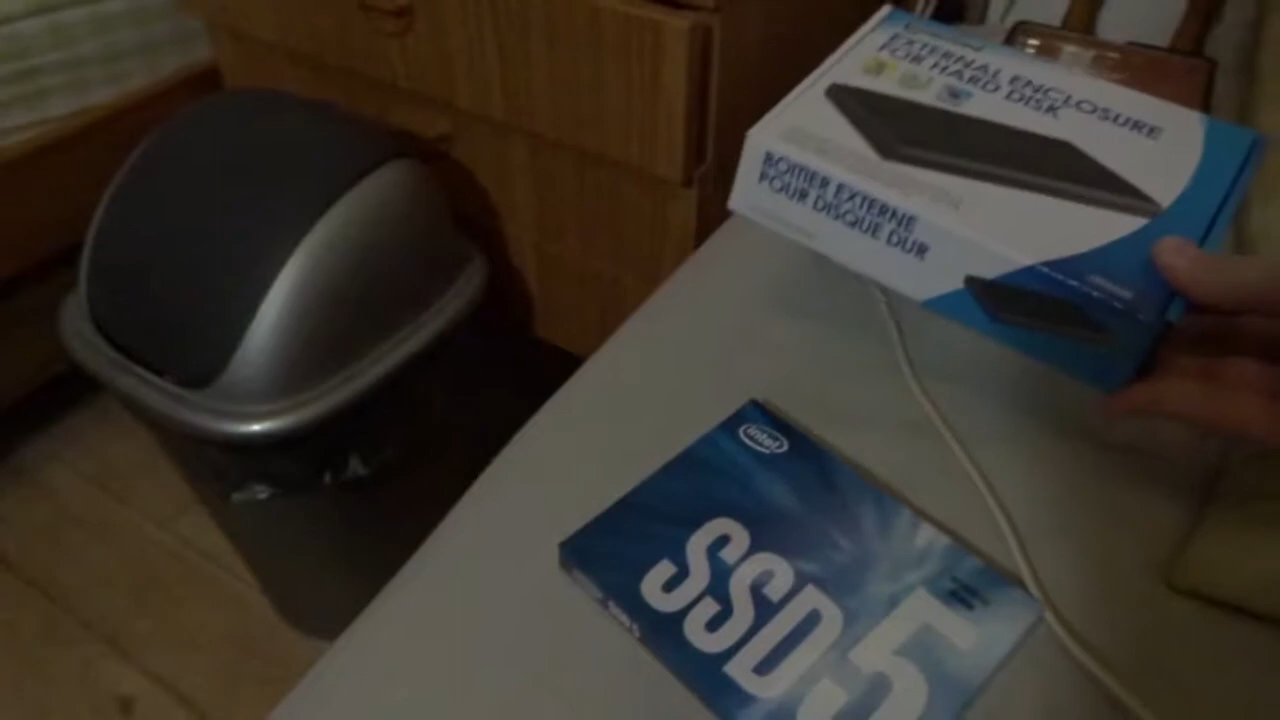 EXTERNAL ENCLOSURE
FOR HARD DISK
BOITIER EXTERNE
POUR DISQUE DUR
intel
SSD 5